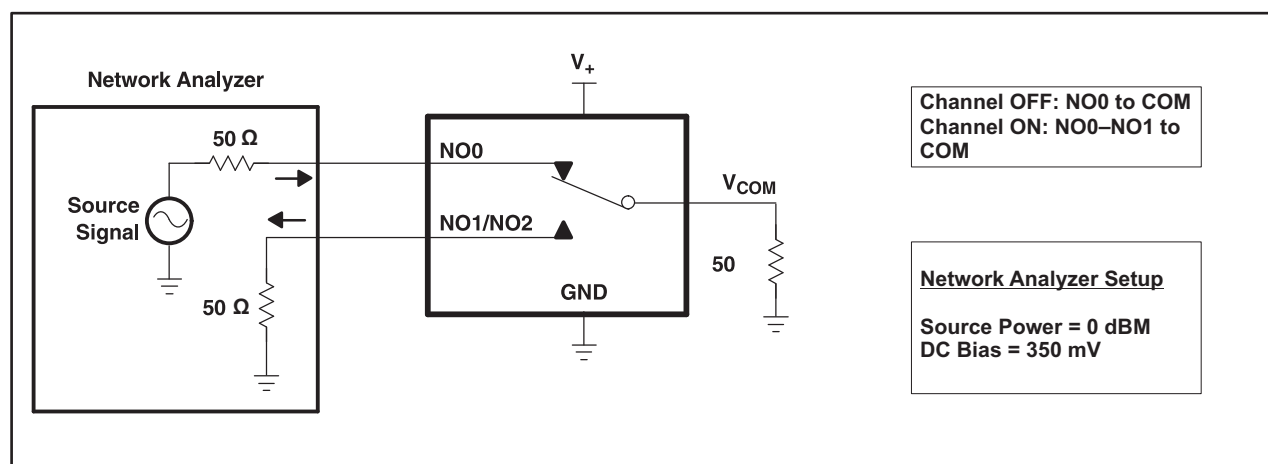 Network Analyzer
50 Ω
Source
Signal
50 Ω
V+
NO0
NO1/NO2
GND
VCOM
50
Channel OFF: NO0 to COM
Channel ON: NO0–NO1 to
COM
Network Analyzer Setup
Source Power = 0 dBM
DC Bias = 350 mV